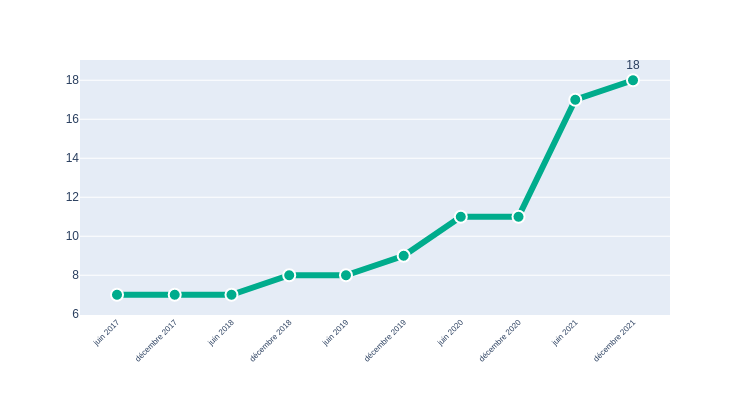 18
18
16
14
12
10
8
6
juin 2017
décembre 2017
juin 2018
décembre 2018
juin 2019
décembre 2019
juin 2020
décembre 2020
juin 2021
décembre 2021